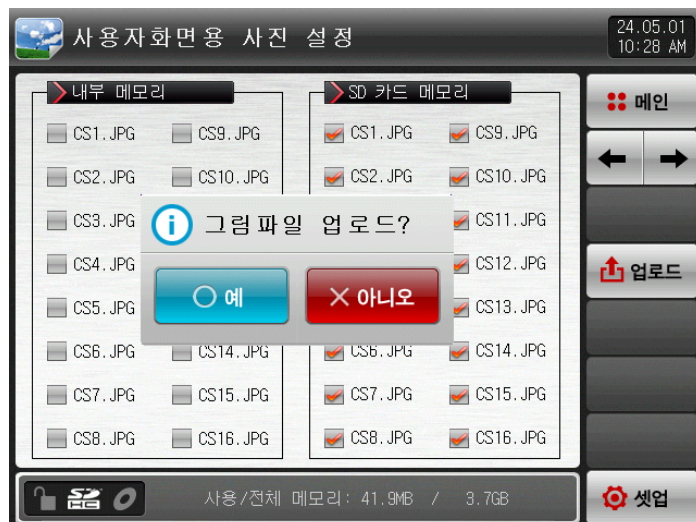 사용자화면용 사진 설정
24.05.01
10:28 AM
내부 메모리
CS1.JPG CS9.JPG
CS2.JPG CS10.JPG
CS3.JPG
CS4.JPG
CS5.JPG
CS6.JPG CS14.JPG
CS7.JPG CS15.JPG
CS8.JPG CS16.JPG
SD 카드 메모리
CS1.JPG CS9.JPG
CS2.JPG CS10.JPG
CS11.JPG
CS12.JPG
CS13.JPG
CS6.JPG CS14.JPG
CS7.JPG CS15.JPG
CS8.JPG CS16.JPG
그림파일 업로드?
예
아니오
메인
업로드
셋업
SD
사용/전체 메모리: 41.9MB / 3.7GB